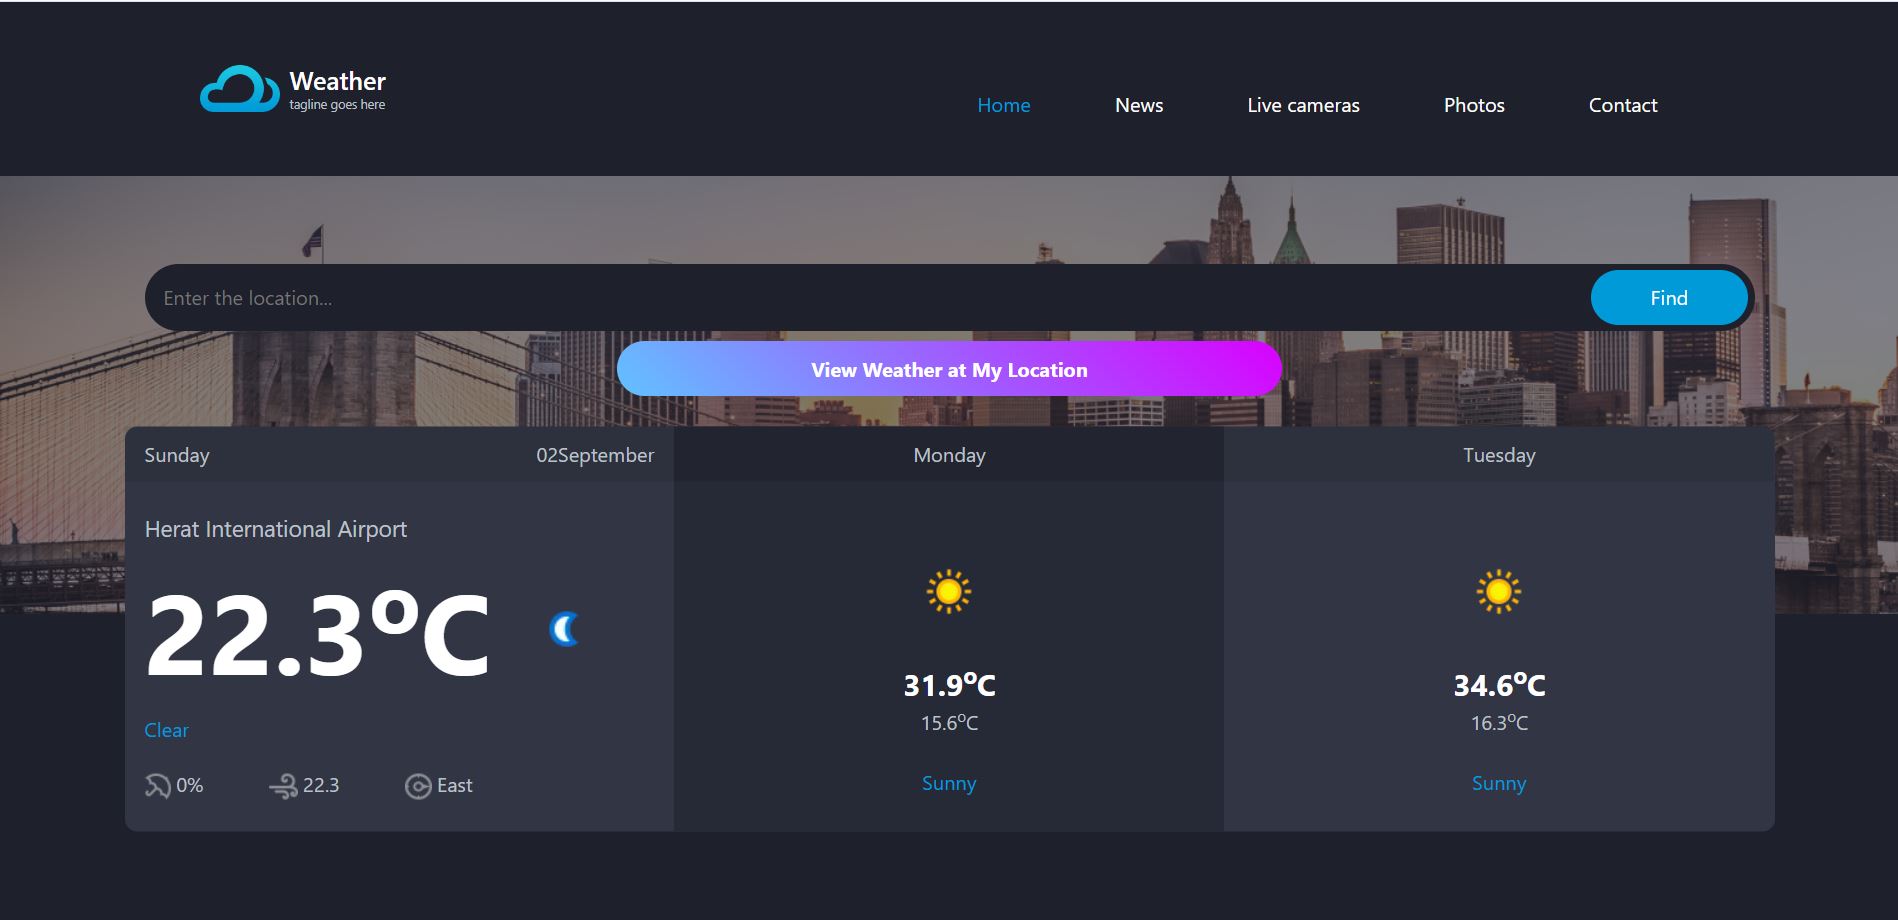 Weather
tagline goes here
Home News Live cameras Photos Contact
Enter the location...
Find
View Weather at My Location
Sunday 02September
Herat International Airport
22.3°C
Clear
0% 22.3 East
Monday
31.9°C
15.6°C
Sunny
Tuesday
34.6°C
16.3°C
Sunny